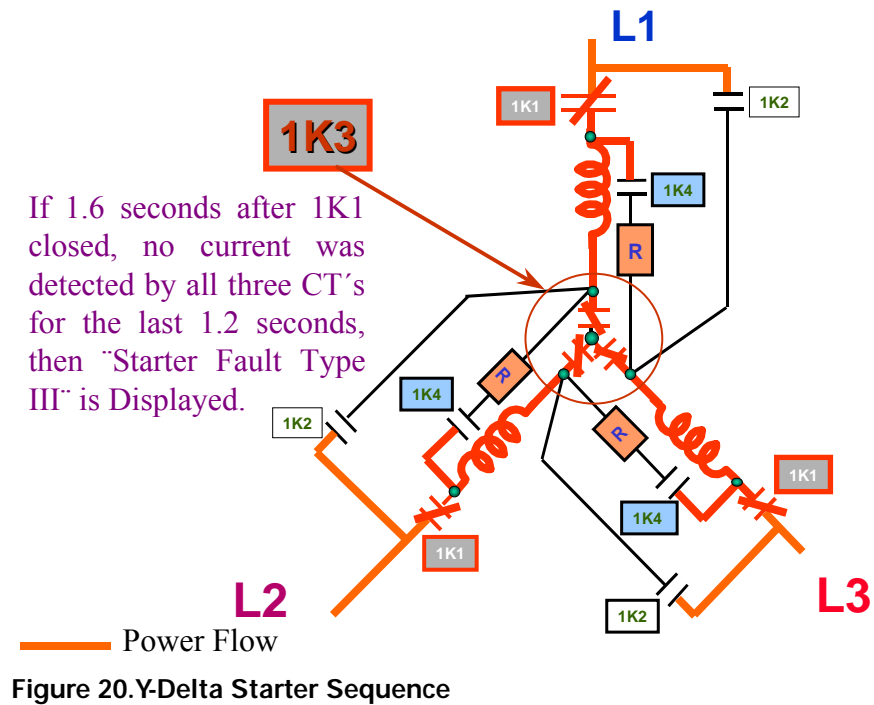 L1
1K1
1K2
1K3
1K4
R
If 1.6 seconds after 1K1
closed, no current was
detected by all three CT´s
for the last 1.2 seconds,
then ¨Starter Fault Type
III¨ is Displayed.
R
1K4
1K2
R
1K1
1K4
1K1
L2
1K2
L3
Power Flow
Figure 20.Y-Delta Starter Sequence